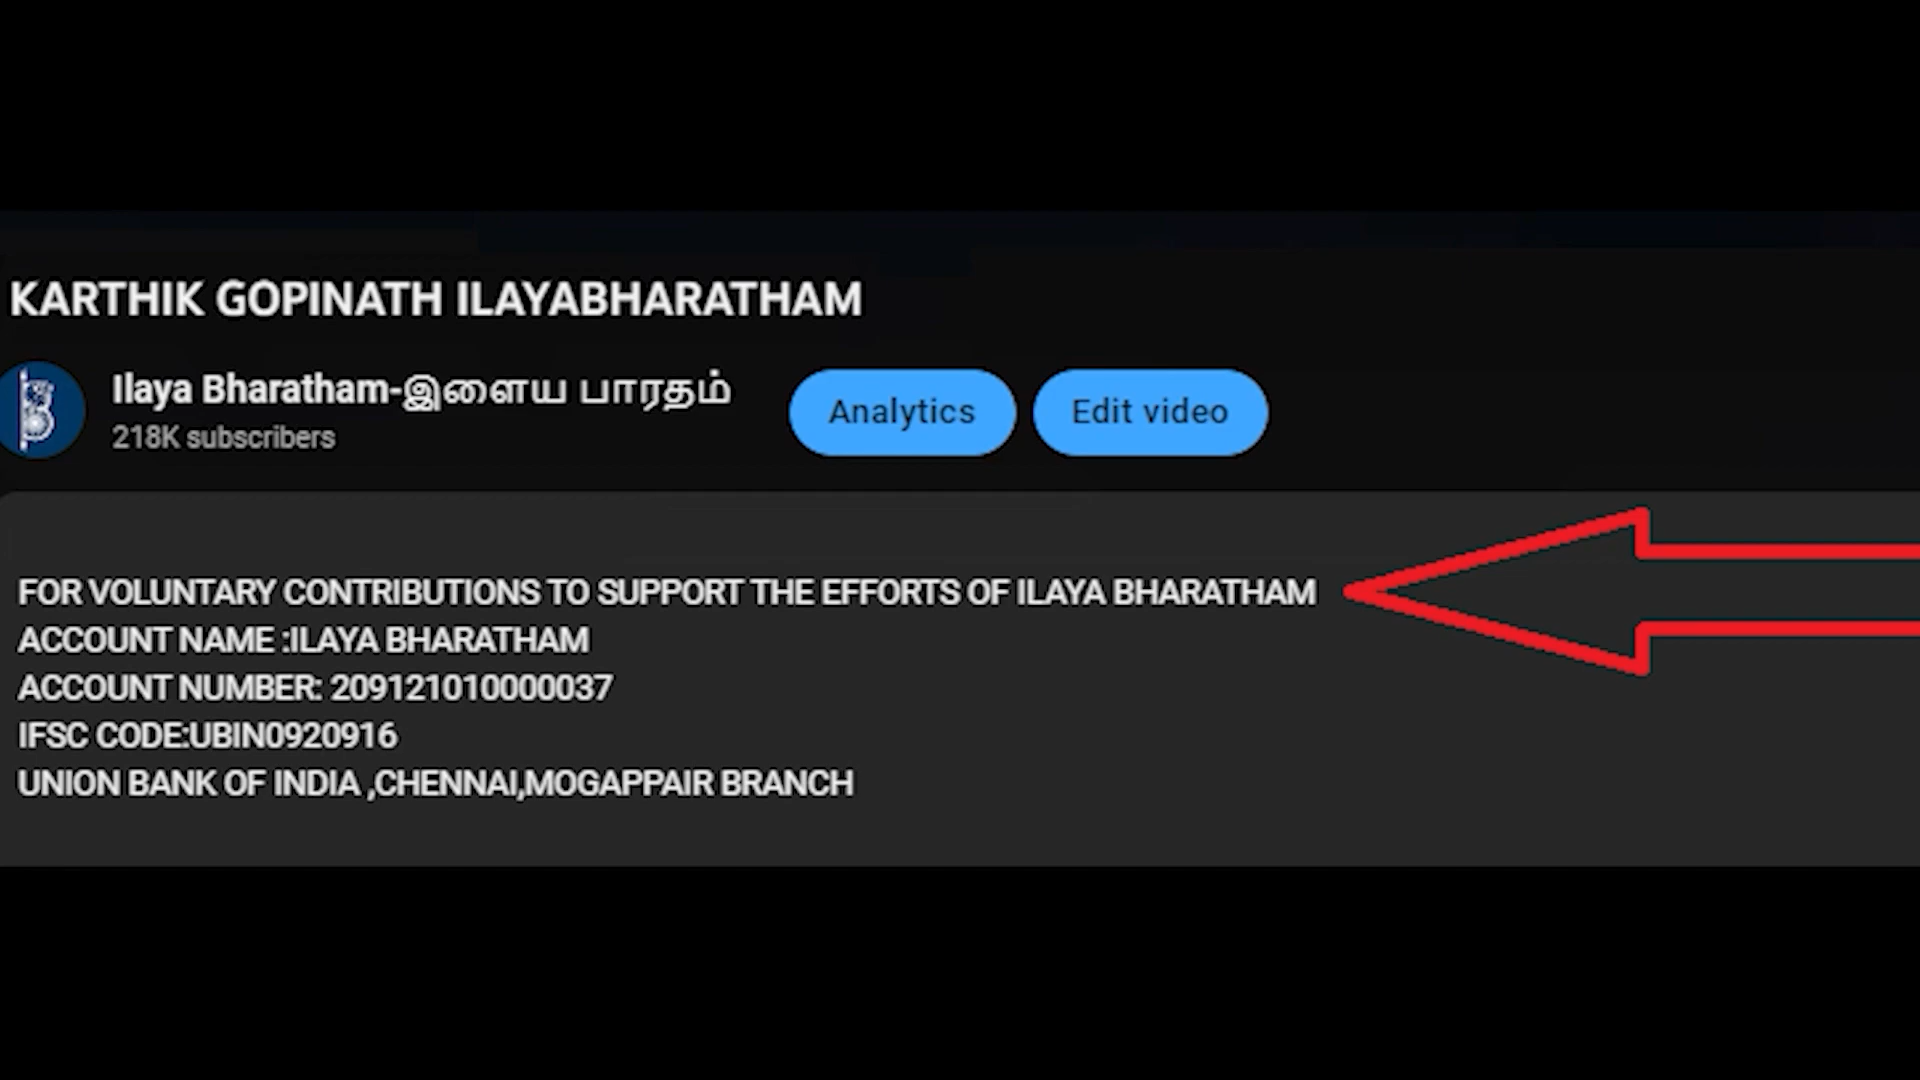 KARTHIK GOPINATH ILAYABHARATHAM
Ilaya Bharatham-இளைய பாரதம்
218K subscribers
Analytics
Edit video
FOR VOLUNTARY CONTRIBUTIONS TO SUPPORT THE EFFORTS OF ILAYA BHARATHAM
ACCOUNT NAME :ILAYA BHARATHAM
ACCOUNT NUMBER: 209121010000037
IFSC CODE:UBIN0920916
UNION BANK OF INDIA ,CHENNAI,MOGAPPAIR BRANCH